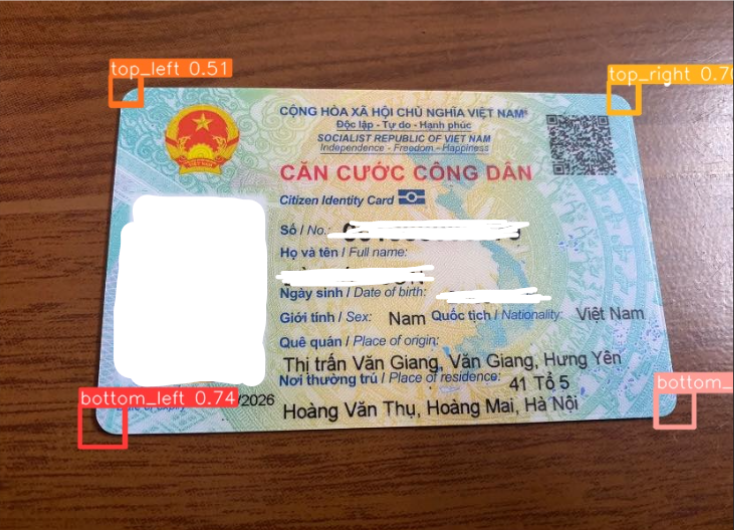 top_left 0.51
top_right 0.70
CỘNG HÒA XÃ HỘI CHỦ NGHĨA VIỆT NAM
Độc lập - Tự do - Hạnh phúc
SOCIALIST REPUBLIC OF VIET NAM
Independence - Freedom - Happiness
CĂN CƯỚC CÔNG DÂN
Citizen Identity Card
Số / No.:
Họ và tên / Full name:
Ngày sinh / Date of birth:
Giới tính / Sex: Nam Quốc tịch / Nationality: Việt Nam
Quê quán / Place of origin:
Thị trấn Văn Giang, Văn Giang, Hưng Yên
Nơi thường trú / Place of residence: 41 Tổ 5
bottom_
bottom_left 0.74
/2026
Hoàng Văn Thụ, Hoàng Mai, Hà Nội